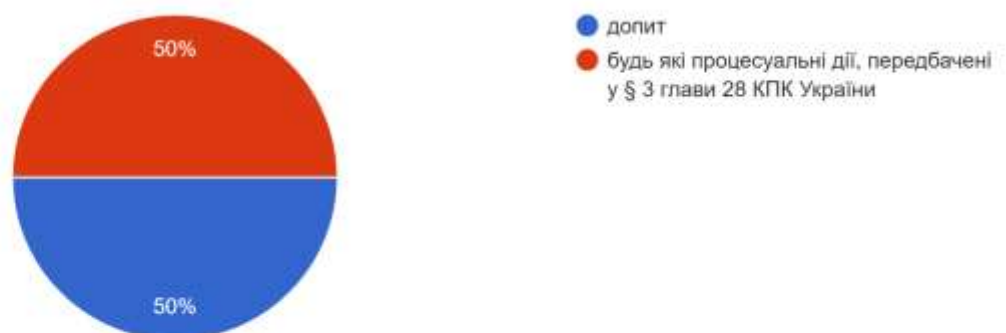 50%
50%
допит
будь які процесуальні дії, передбачені
у § 3 глави 28 КПК України